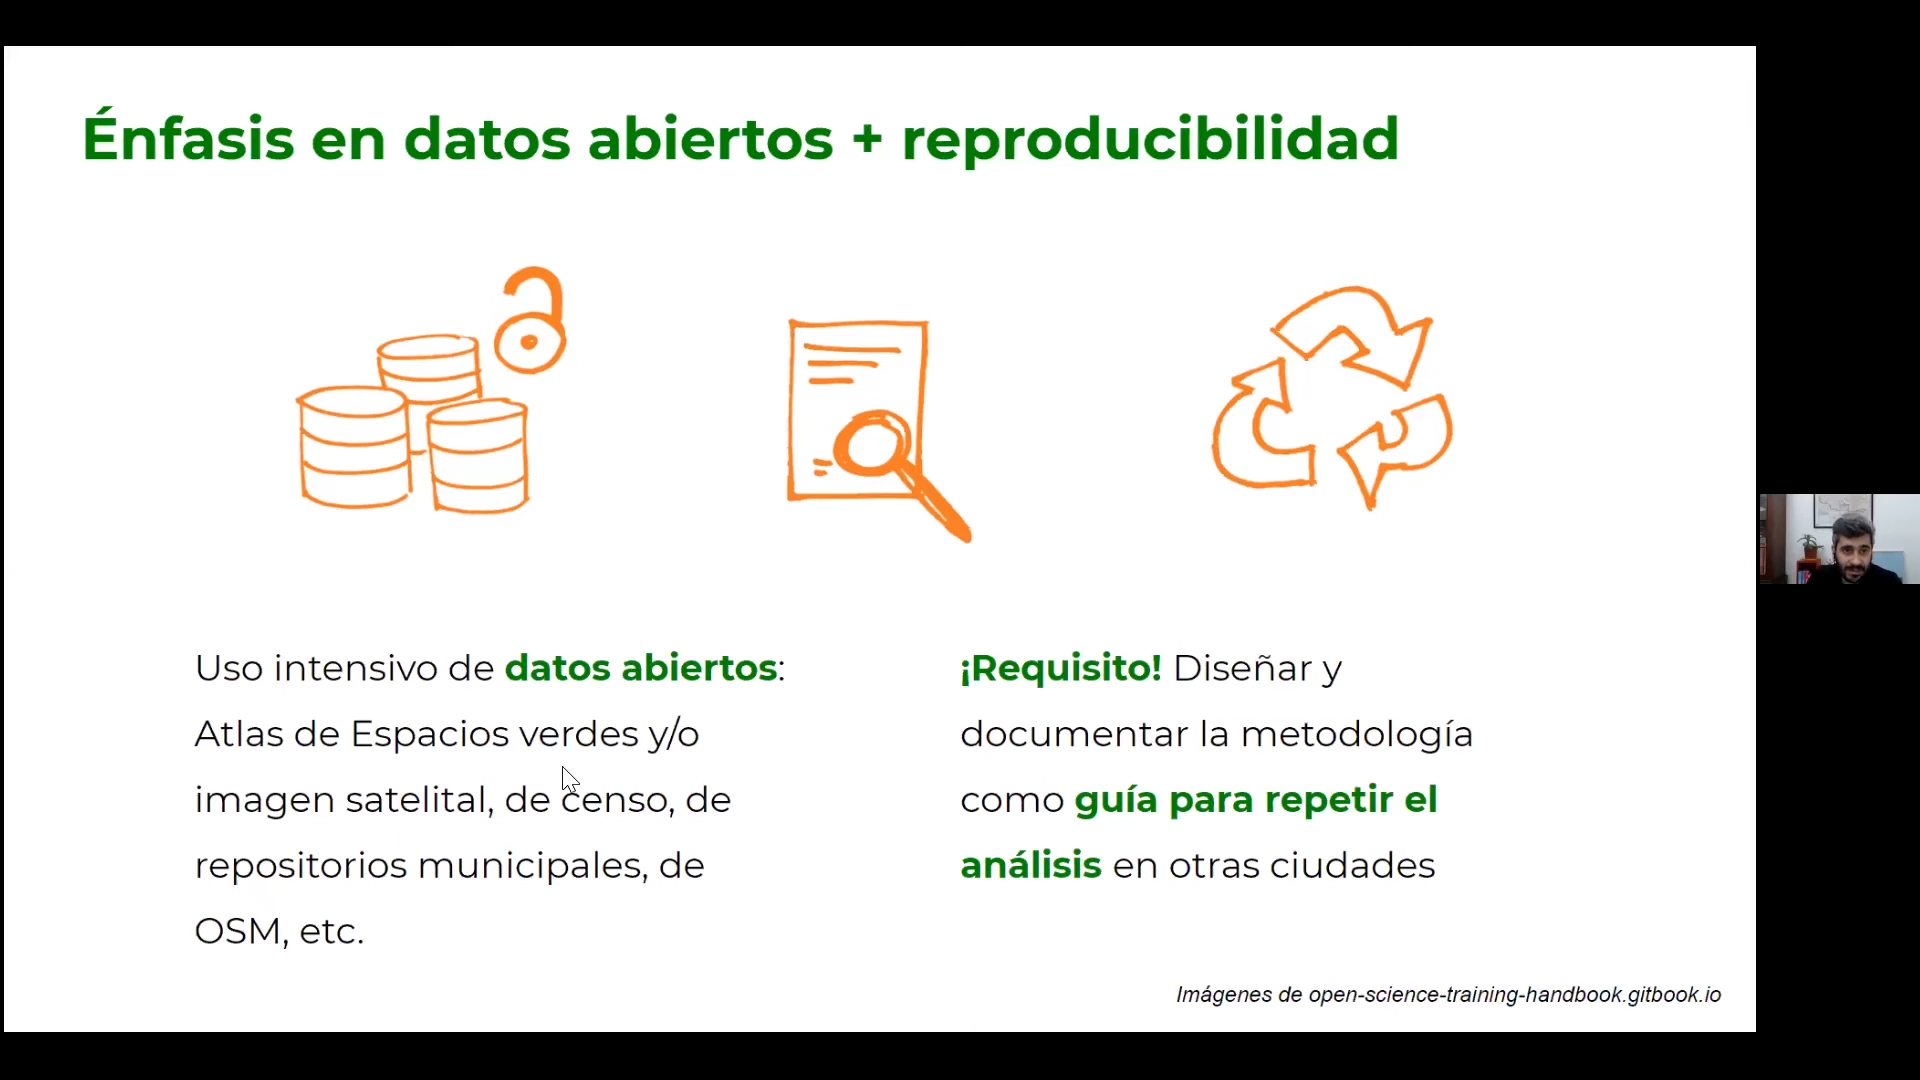 Énfasis en datos abiertos + reproducibilidad
Uso intensivo de datos abiertos:
Atlas de Espacios verdes y/o
imagen satelital, de censo, de
repositorios municipales, de
OSM, etc.
¡Requisito! Diseñar y
documentar la metodología
como guía para repetir el
análisis en otras ciudades
Imágenes de open-science-training-handbook.gitbook.io